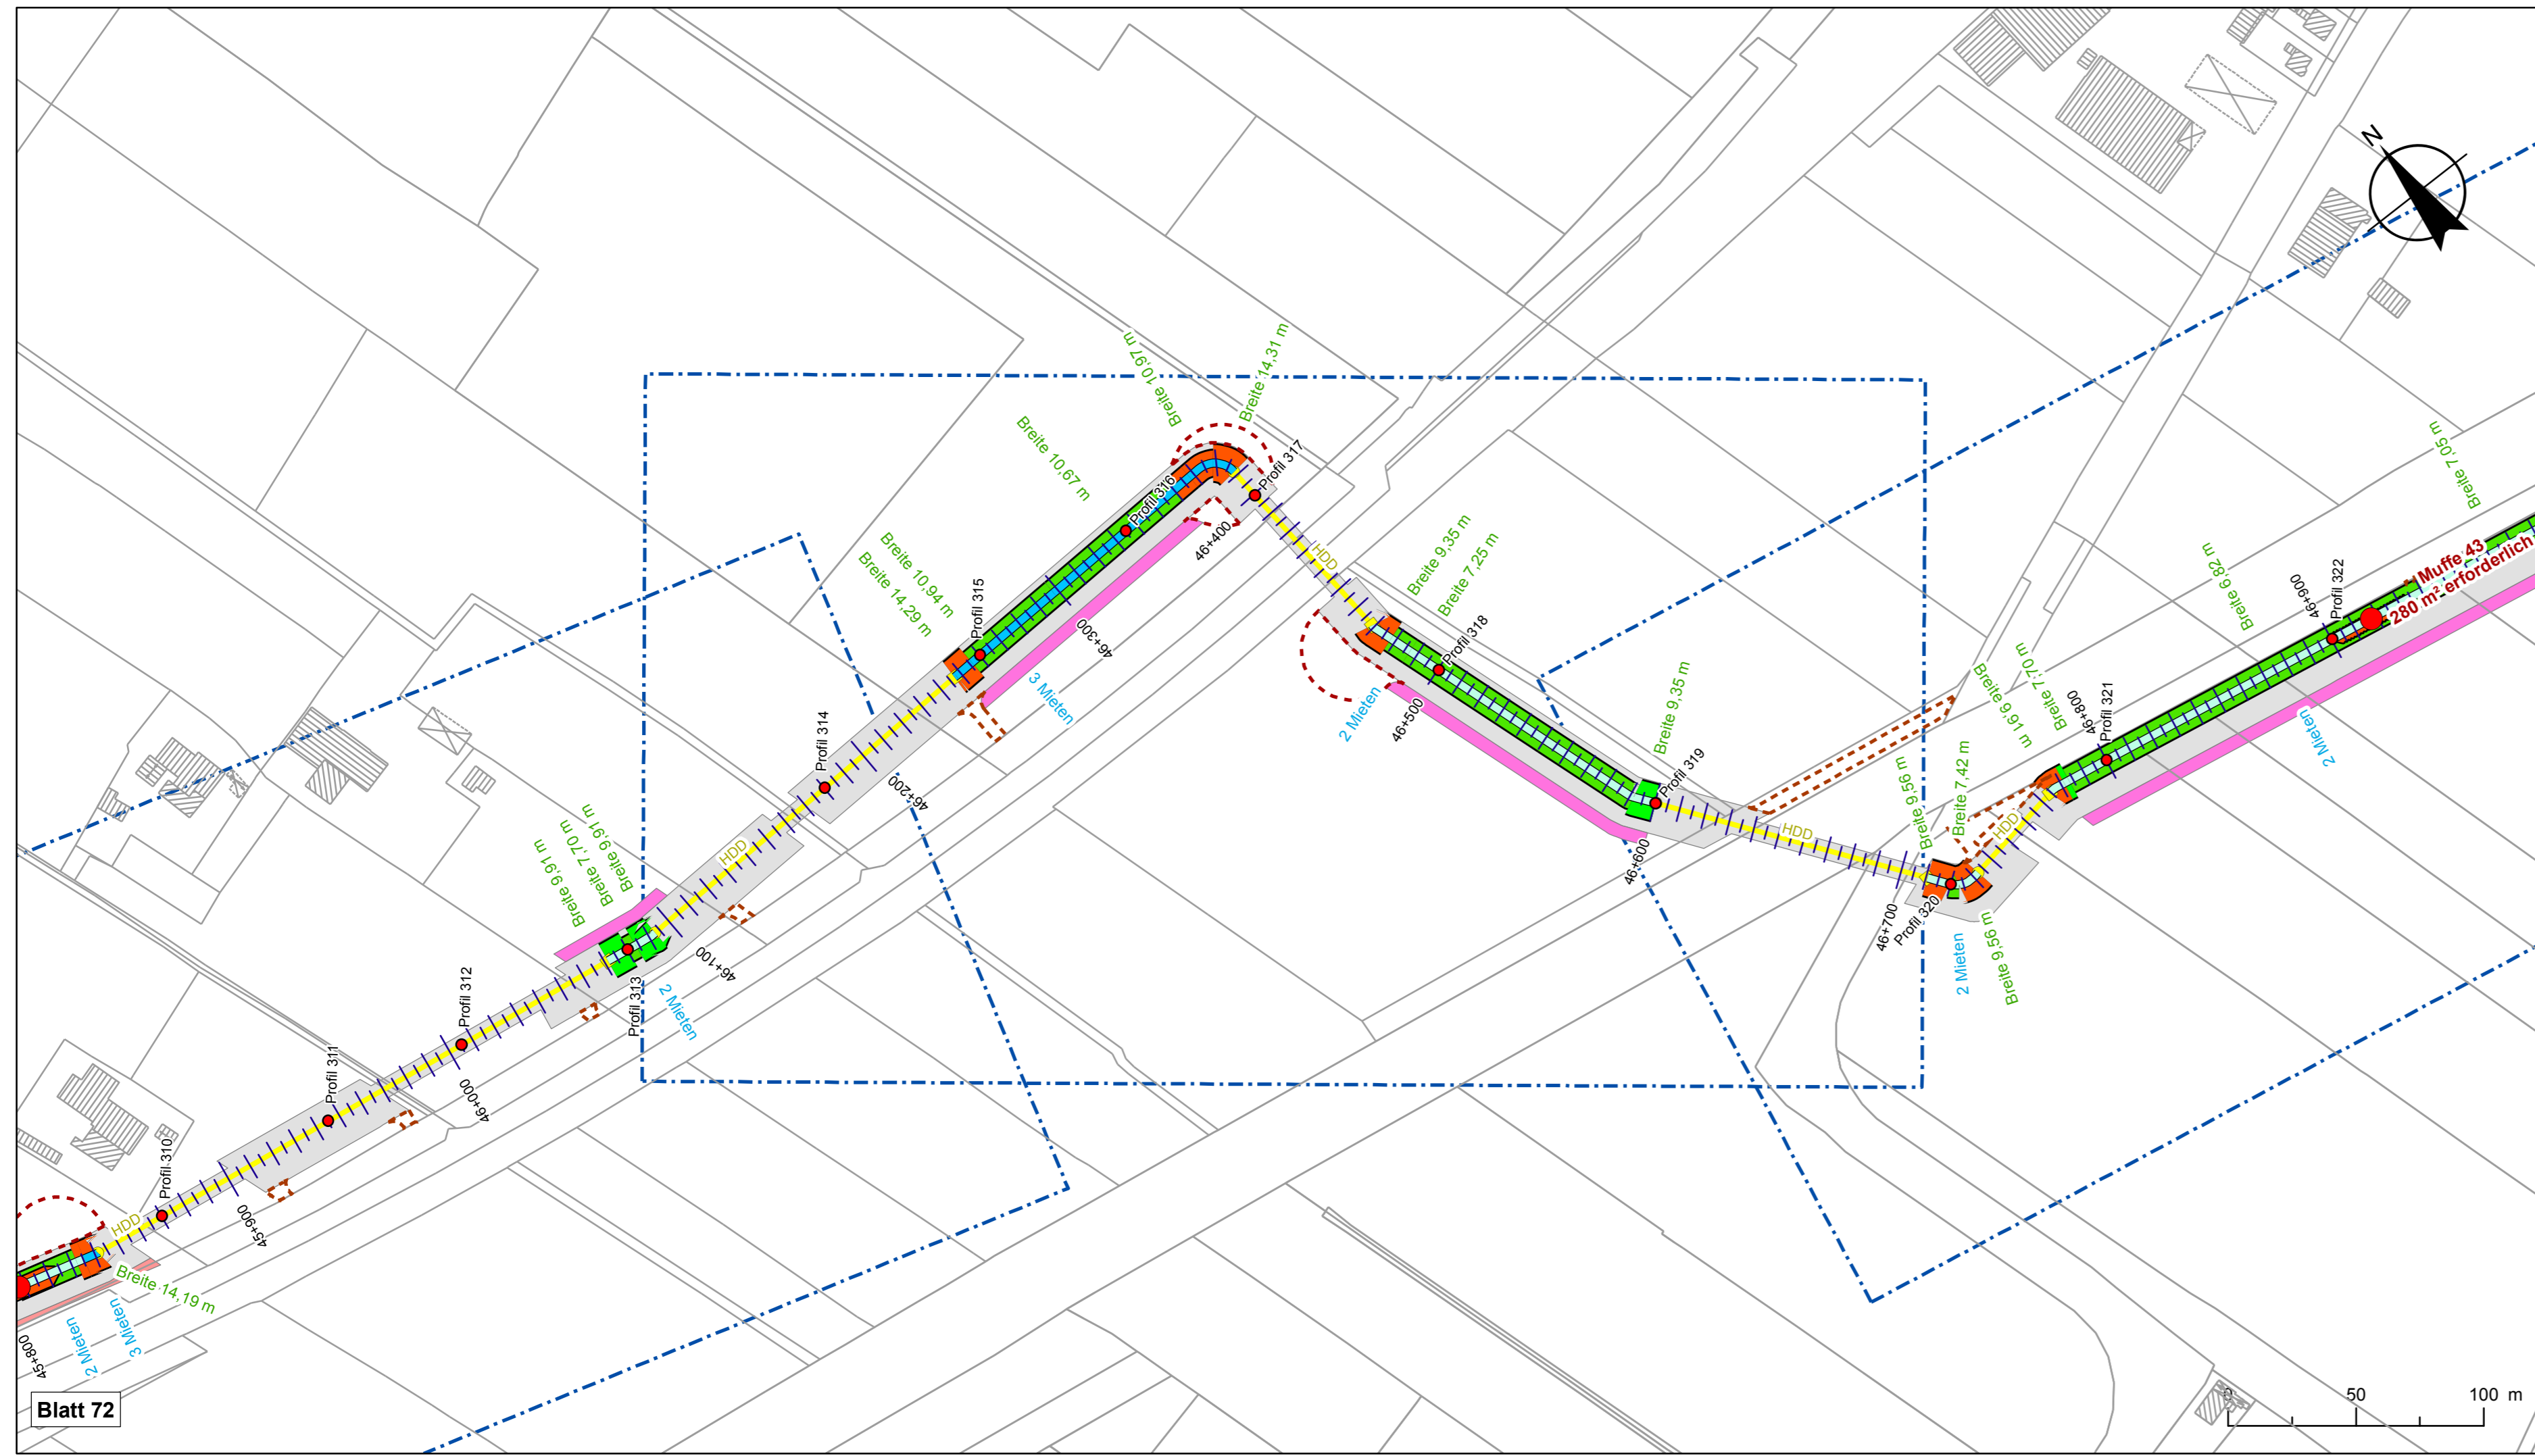 N
Breite 10,97 m
Breite 14,31 m
Breite 10,67 m
Profil 317
Profil 316
46+400
HDD
Breite 10,94 m
Breite 14,29 m
Profil 315
46+300
3 Mieten
Profil 314
46+200
Breite 9,35 m
Breite 7,25 m
Profil 318
2 Mieten
46+500
Breite 9,35 m
Profil 319
46+600
HDD
Breite 7,05 m
Muffe 43
280 m² erforderlich
Breite 6,82 m
46+900
Profil 322
Breite 7,70 m
Breite 9,91 m
46+800
Profil 321
2 Mieten
Breite 9,56 m
Breite 7,42 m
HDD
46+700
Profil 320
2 Mieten
Breite 9,56 m
Breite 9,91 m
Breite 7,70 m
Breite 9,91 m
HDD
46+100
Profil 313
2 Mieten
Profil 312
46+000
Profil 311
Profil 310
45+900
HDD
Breite 14,19 m
3 Mieten
2 Mieten
45+800
Blatt 72
0 50 100 m